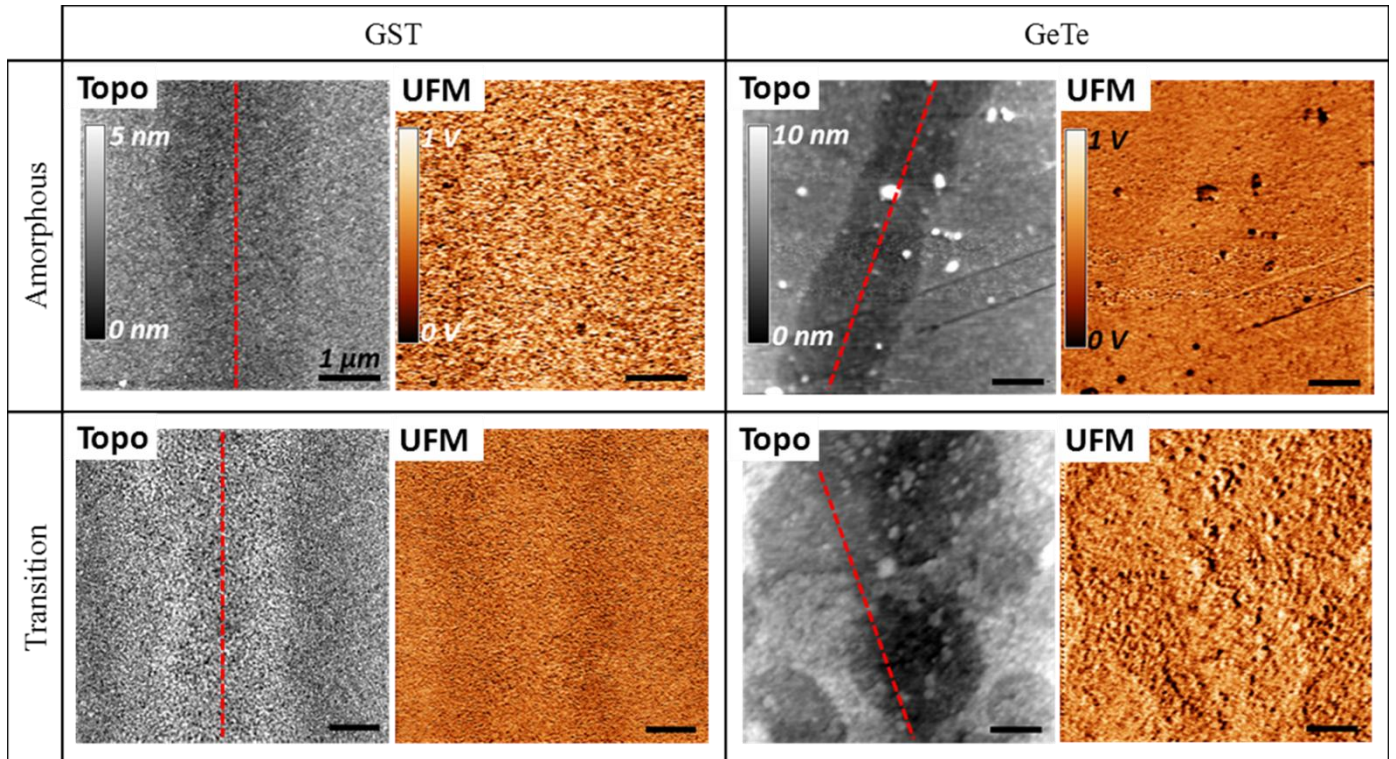 GST
GeTe
Amorphous
Topo
5 nm
0 nm
1 µm
UFM
1 V
0 V
Topo
10 nm
0 nm
UFM
1 V
0 V
Transition
Topo
UFM
Topo
UFM